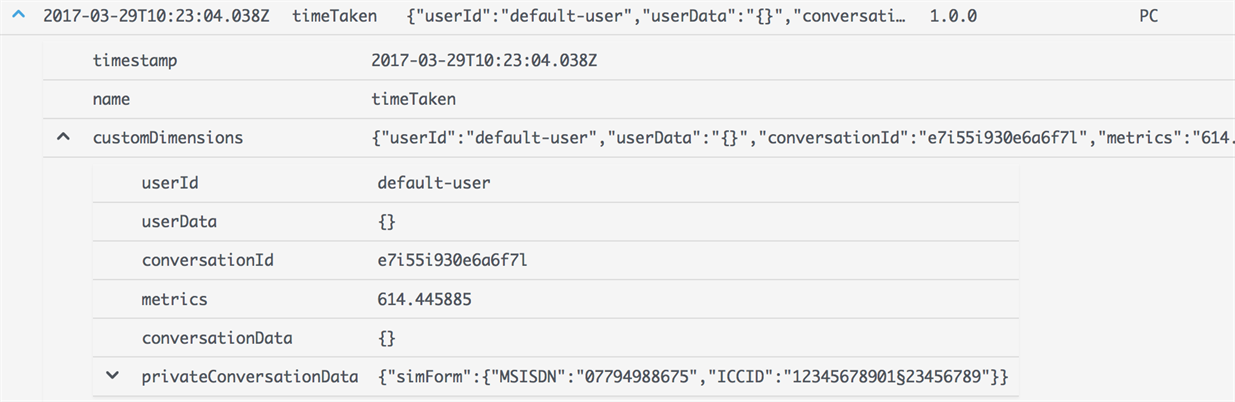 2017-03-29T10:23:04.038Z timeTaken {"userId":"default-user","userData":"{}","conversati… 1.0.0 PC
timestamp 2017-03-29T10:23:04.038Z
name timeTaken
customDimensions {"userId":"default-user","userData":"{}","conversationId":"e7i55i930e6a6f7l","metrics":"614.
userId default-user
userData {}
conversationId e7i55i930e6a6f7l
metrics 614.445885
conversationData {}
privateConversationData {"simForm":{"MSISDN":"07794988675","ICCID":"12345678901§23456789"}}